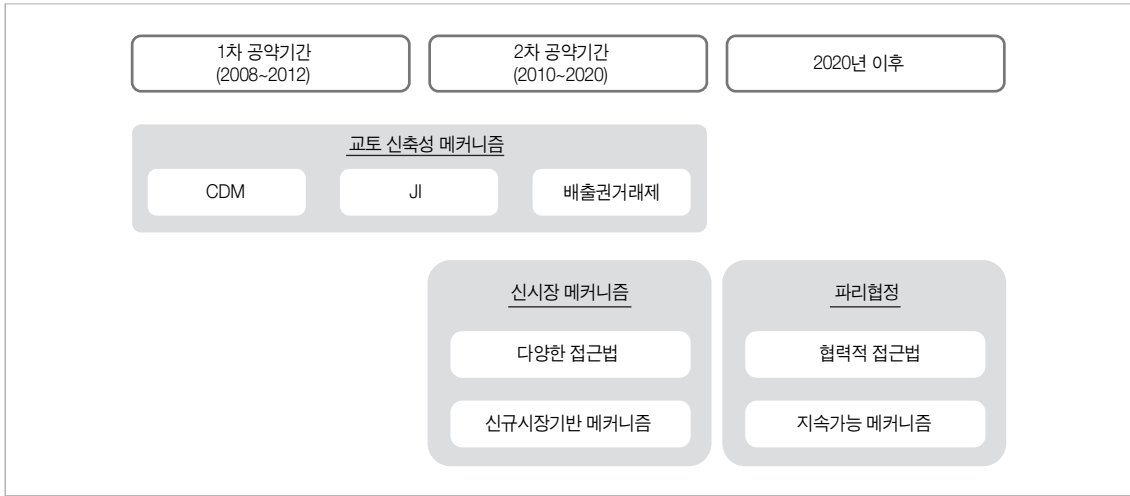 1차 공약기간
(2008~2012)
2차 공약기간
(2010~2020)
2020년 이후
교토 신축성 메커니즘
CDM
JI
배출권거래제
신시장 메커니즘
다양한 접근법
신규시장기반 메커니즘
파리협정
협력적 접근법
지속가능 메커니즘